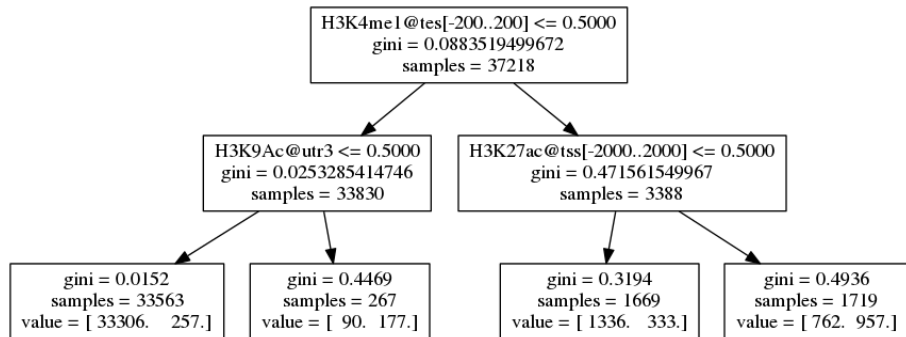 H3K4me1@tes[-200..200] <= 0.5000
gini = 0.0883519499672
samples = 37218
H3K9Ac@utr3 <= 0.5000
gini = 0.0253285414746
samples = 33830
H3K27ac@tss[-2000..2000] <= 0.5000
gini = 0.471561549967
samples = 3388
gini = 0.0152
samples = 33563
value = [ 33306. 257.]
gini = 0.4469
samples = 267
value = [ 90. 177.]
gini = 0.3194
samples = 1669
value = [ 1336. 333.]
gini = 0.4936
samples = 1719
value = [ 762. 957.]